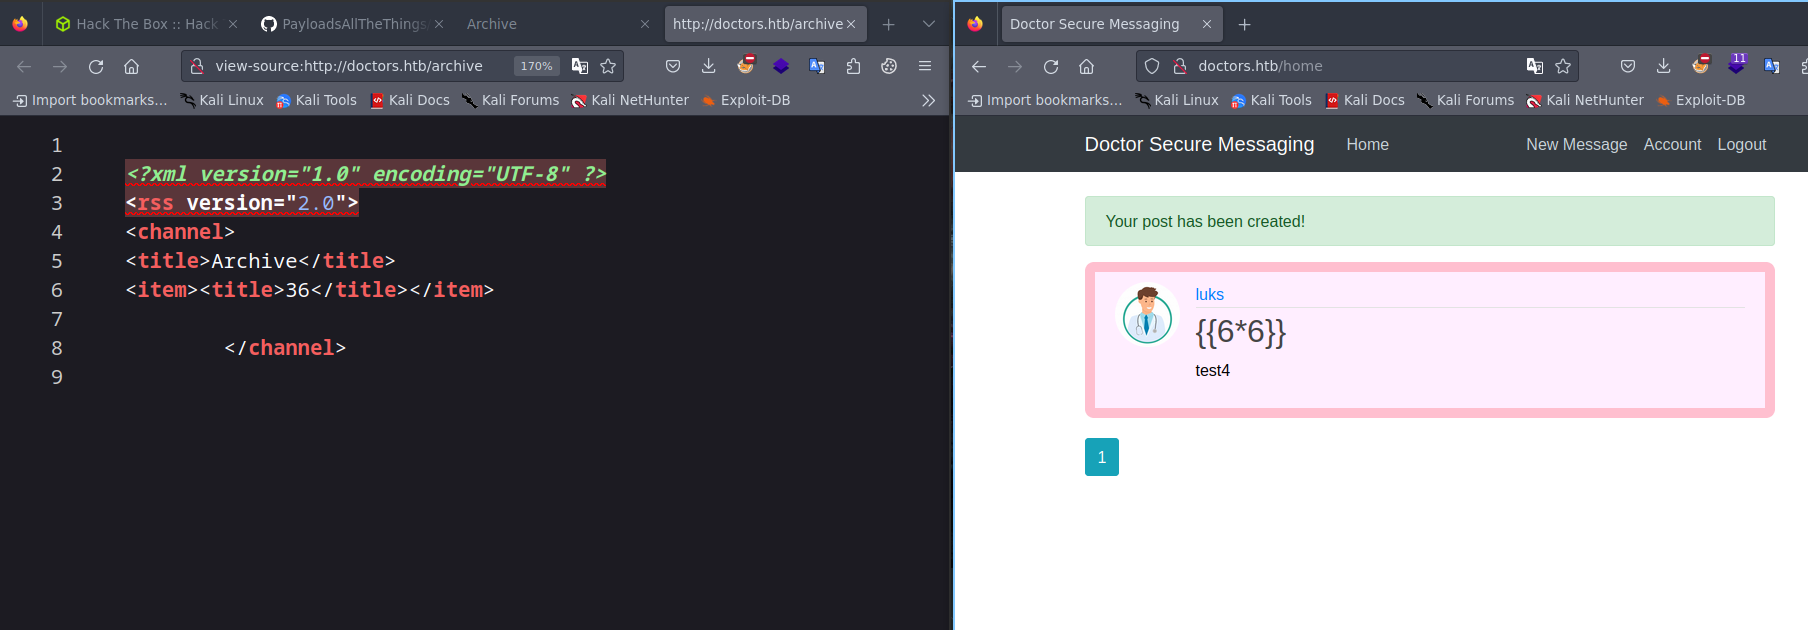 Hack The Box :: Hack
PayloadsAllTheThings
Archive
http://doctors.htb/archive
view-source:http://doctors.htb/archive
170%
Import bookmarks...
Kali Linux
Kali Tools
Kali Docs
Kali Forums
Kali NetHunter
Exploit-DB
1
2 <?xml version="1.0" encoding="UTF-8" ?>
3 <rss version="2.0">
4 <channel>
5 <title>Archive</title>
6 <item><title>36</title></item>
7
8 </channel>
9
Doctor Secure Messaging
doctors.htb/home
11
Import bookmarks...
Kali Linux
Kali Tools
Kali Docs
Kali Forums
Kali NetHunter
Exploit-DB
Doctor Secure Messaging
Home
New Message
Account
Logout
Your post has been created!
luks
{{6*6}}
test4
1